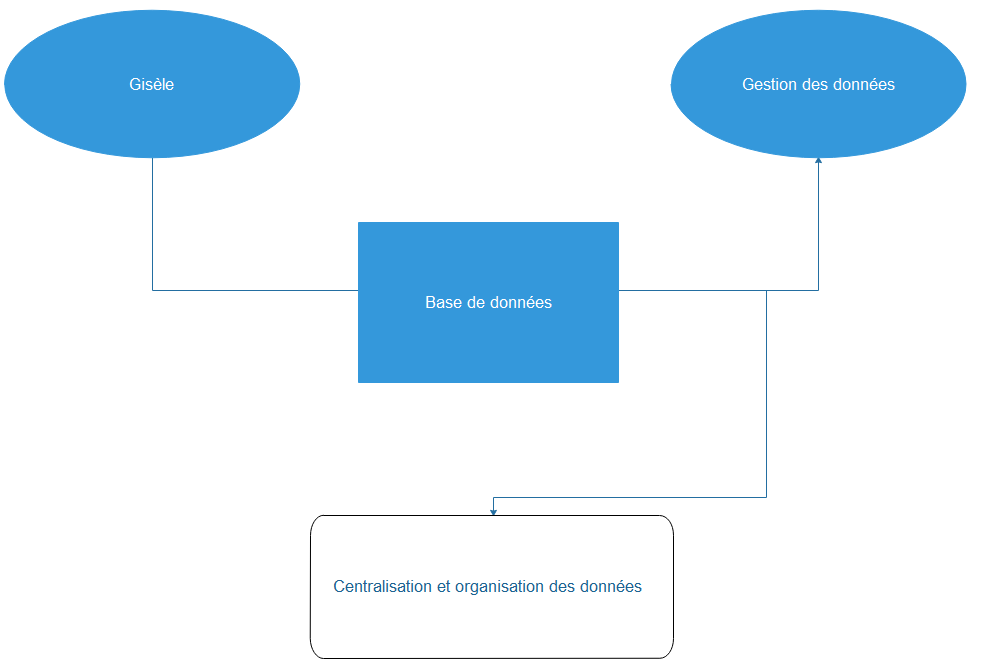 Gisèle
Gestion des données
Base de données
Centralisation et organisation des données